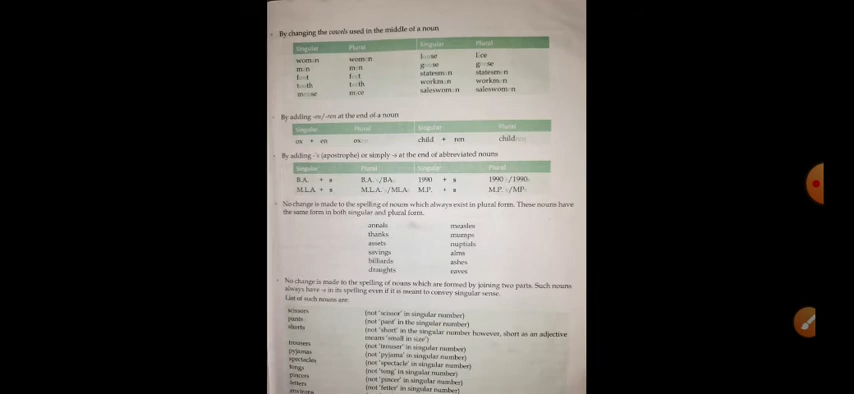 By changing the vowels used in the middle of a noun
Singular Plural Singular Plural
woman women louse lice
man men goose geese
foot feet statesman statesmen
tooth teeth workman workmen
mouse mice saleswoman saleswomen
By adding -en/-ren at the end of a noun
Singular Plural Singular Plural
ox + en oxen child + ren children
By adding -'s (apostrophe) or simply -s at the end of abbreviated nouns
Singular Plural Singular Plural
B.A. + s B.A.'s/BAs 1990 + s 1990's/1990s
M.L.A. + s M.L.A.'s/MLAs M.P. + s M.P.'s/MPs
No change is made to the spelling of nouns which always exist in plural form. These nouns have
the same form in both singular and plural form.
annals measles
thanks mumps
assets nuptials
savings alms
billiards ashes
draughts eaves
No change is made to the spelling of nouns which are formed by joining two parts. Such nouns
always have -s in its spelling even if it is meant to convey singular sense.
List of such nouns are:
scissors (not 'scissor' in singular number)
pants (not 'pant' in the singular number)
shorts (not 'short' in the singular number however, short as an adjective
means 'small in size')
trousers (not 'trouser' in singular number)
pyjamas (not 'pyjama' in singular number)
spectacles (not 'spectacle' in singular number)
tongs (not 'tong' in singular number)
pincers (not 'pincer' in singular number)
fetters (not 'fetter' in singular number)